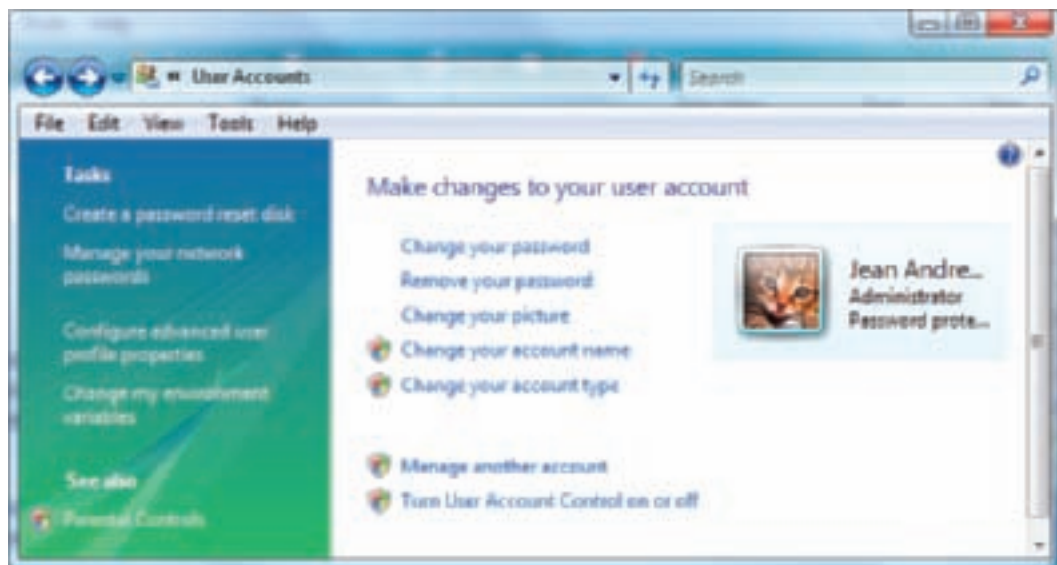 User Accounts
Search
File Edit View Tools Help
Tasks
Create a password reset disk
Manage your network
passwords
Configure advanced user
profile properties
Change my environment
variables
See also
Parental Controls
Make changes to your user account
Change your password
Remove your password
Change your picture
Change your account name
Change your account type
Manage another account
Turn User Account Control on or off
Jean Andre...
Administrator
Password prote...